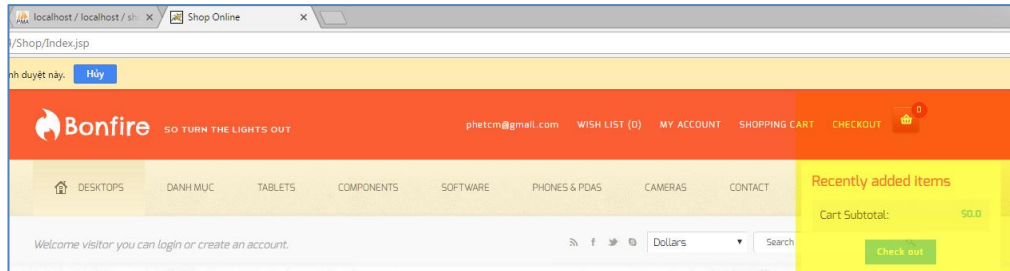 localhost / localhost / sh
Shop Online
/Shop/Index.jsp
nh duyệt này. Hủy
Bonfire SO TURN THE LIGHTS OUT
phetcm@gmail.com WISH LIST (0) MY ACCOUNT SHOPPING CART CHECKOUT 0
DESKTOPS DANH MỤC TABLETS COMPONENTS SOFTWARE PHONES & PDAS CAMERAS CONTACT
Recently added items
Cart Subtotal: $0.0
Welcome visitor you can login or create an account.
Dollars Search
Check out